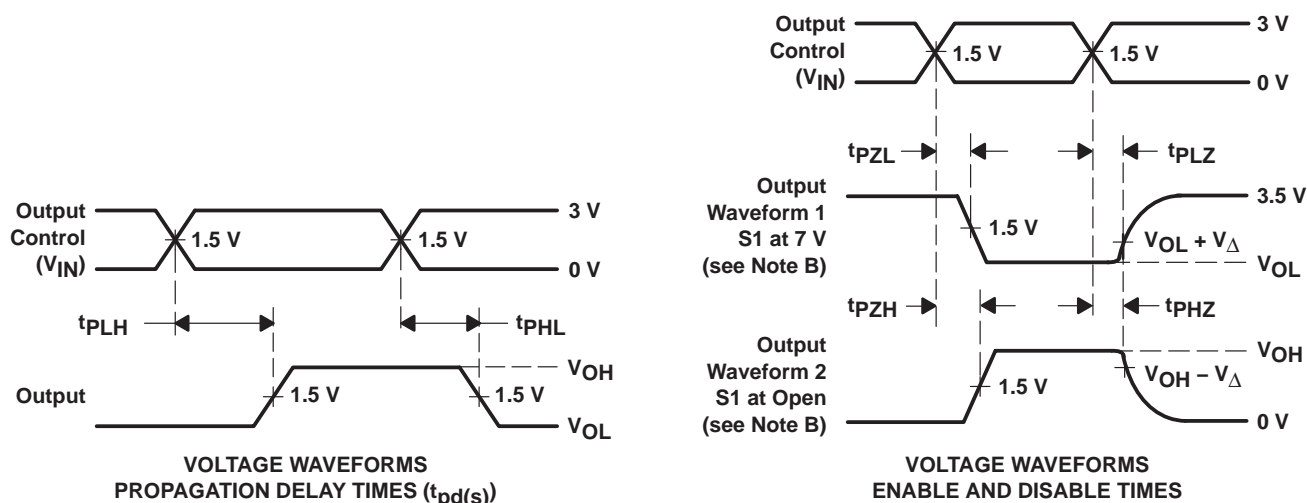 Output
Control
(VIN)
3 V
1.5 V
1.5 V
0 V
tPLH
tPHL
Output
VOH
1.5 V
1.5 V
VOL
VOLTAGE WAVEFORMS
PROPAGATION DELAY TIMES (tpd(s))
Output
Control
(VIN)
3 V
1.5 V
1.5 V
0 V
tPZL
tPLZ
Output
Waveform 1
S1 at 7 V
(see Note B)
3.5 V
1.5 V
VOL + VΔ
VOL
tPZH
tPHZ
Output
Waveform 2
S1 at Open
(see Note B)
VOH
1.5 V
VOH – VΔ
0 V
VOLTAGE WAVEFORMS
ENABLE AND DISABLE TIMES